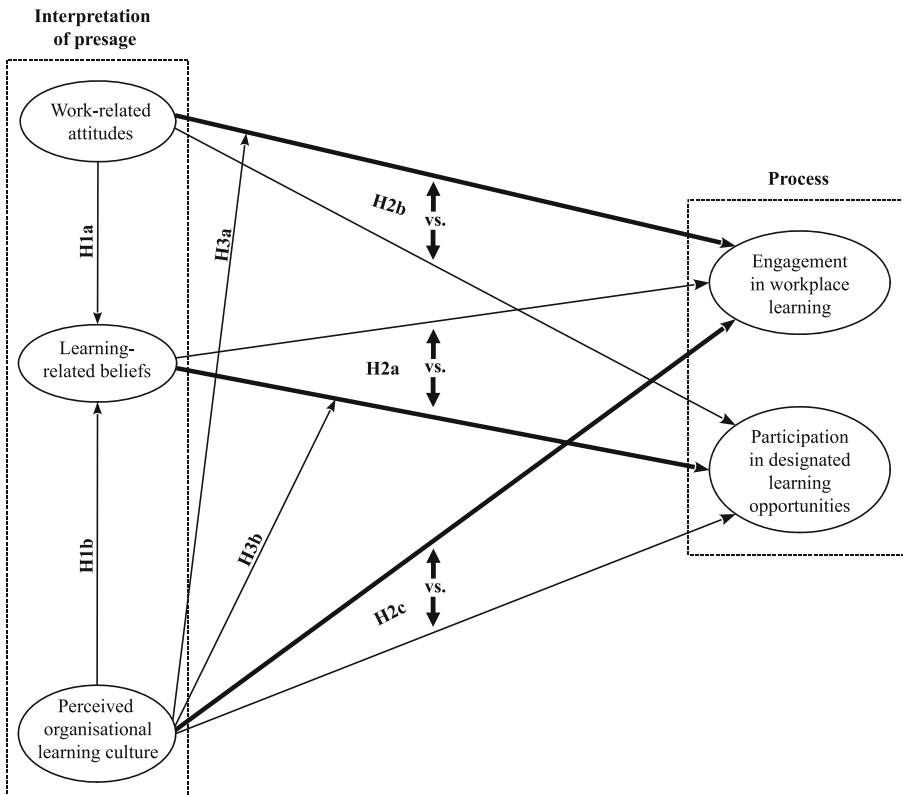 Interpretation
of presage
Work-related
attitudes
H1a
H3a
H2b
vs.
Process
Engagement
in workplace
learning
Learning-
related beliefs
H2a
vs.
Participation
in designated
learning
opportunities
H1b
H3b
vs.
H2c
Perceived
organisational
learning culture